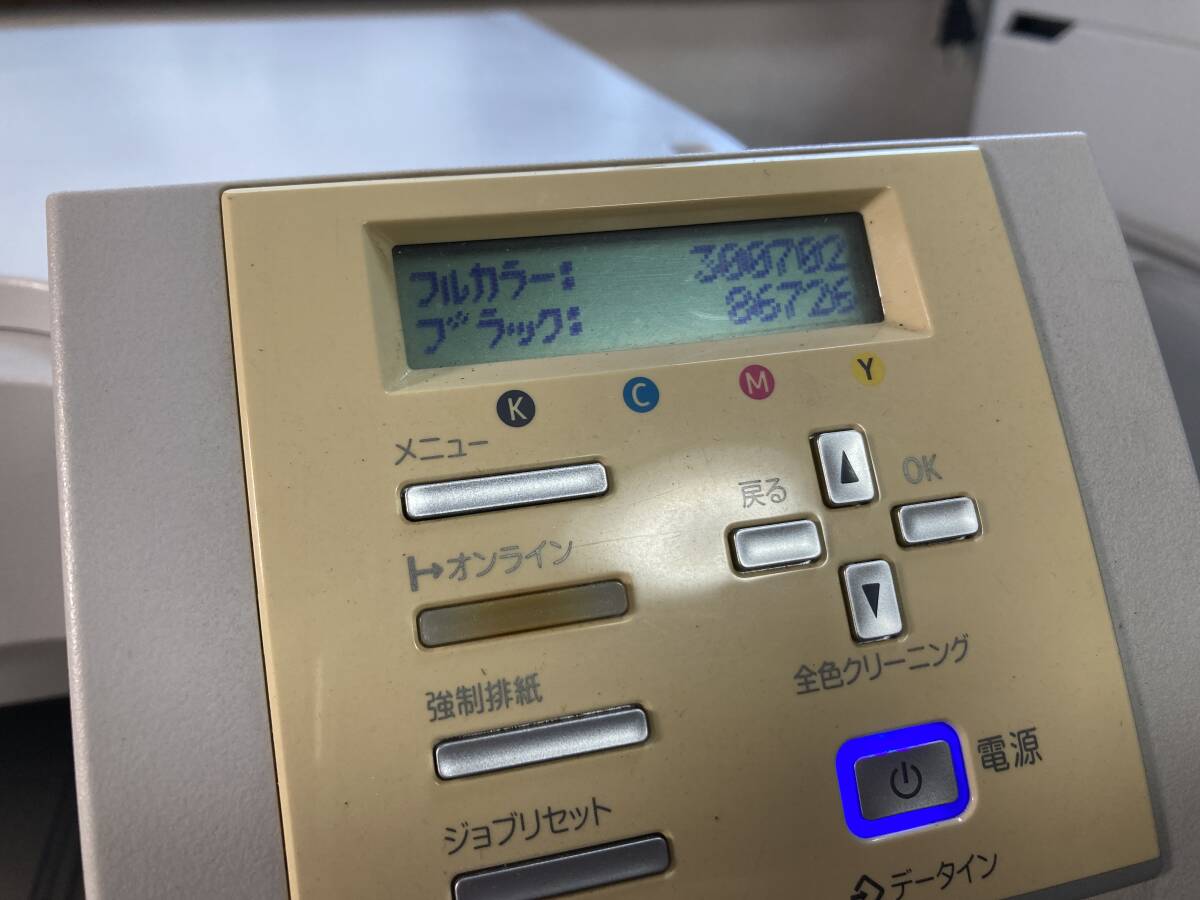 フルカラー: 300702
ブラック: 86726
K C M Y
メニュー
戻る
OK
オンライン
強制排紙
全色クリーニング
電源
ジョブリセット
データイン